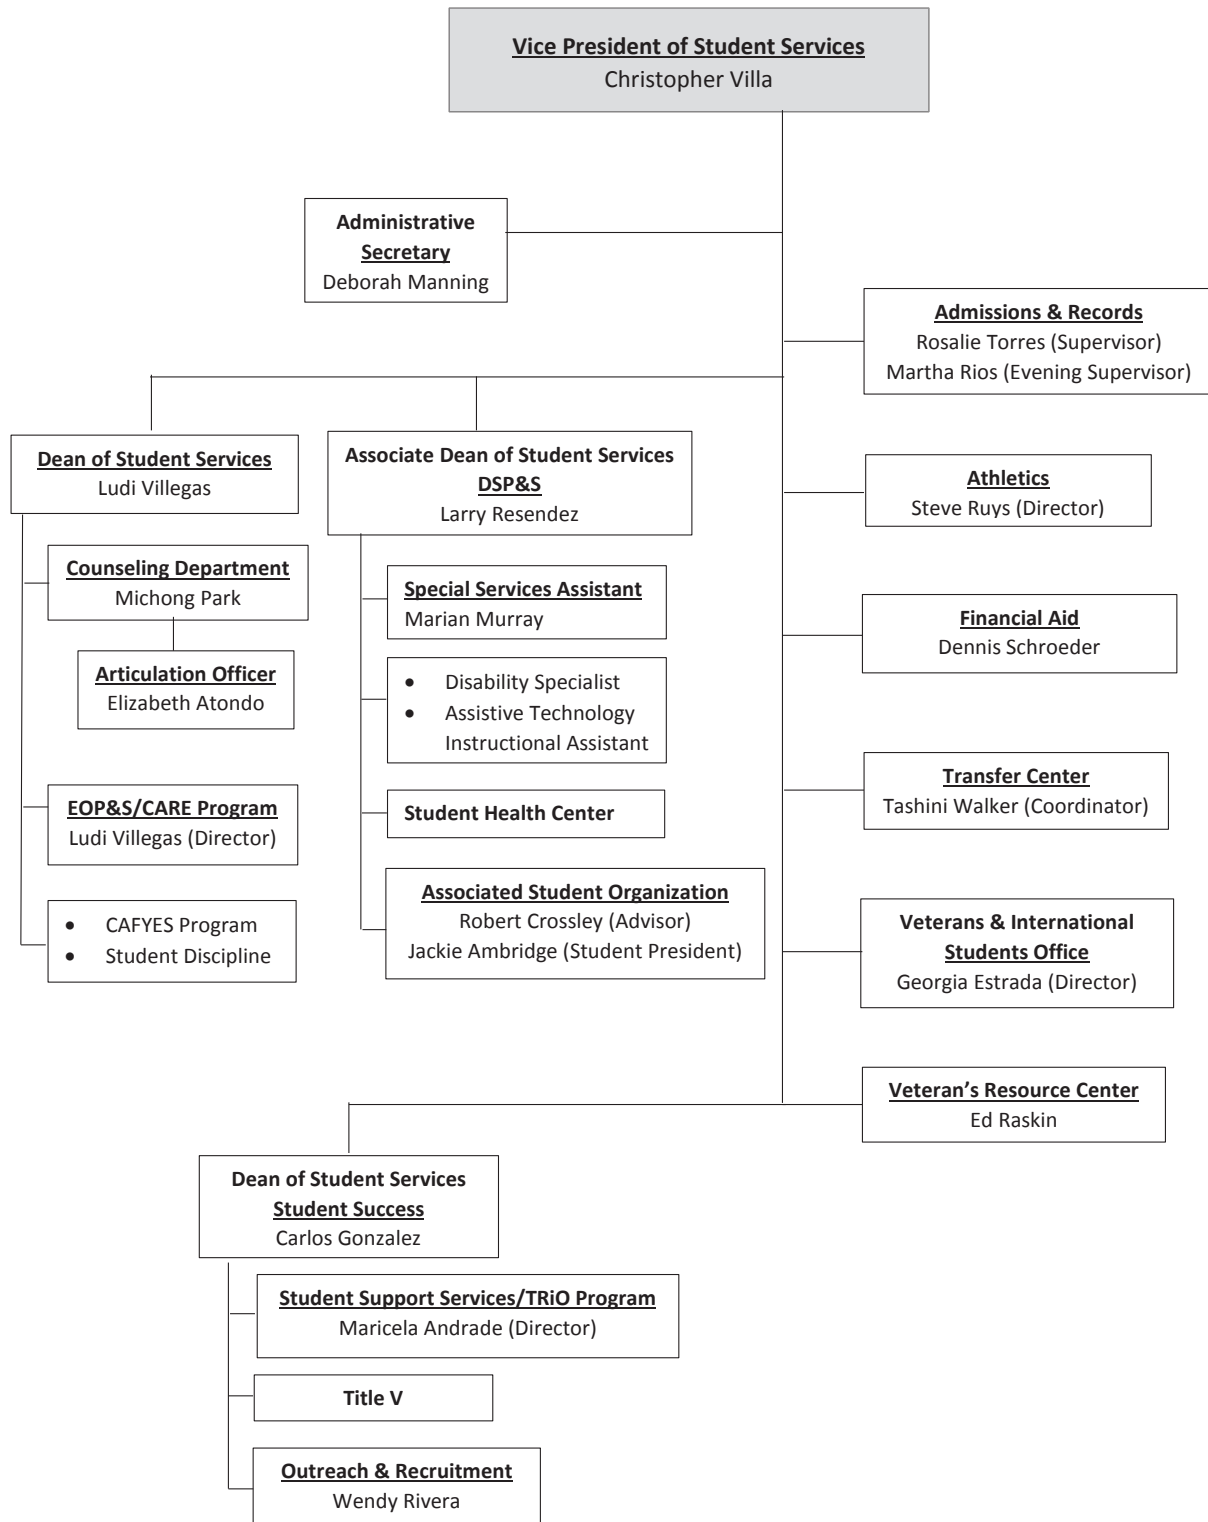 Vice President of Student Services
Christopher Villa
Administrative
Secretary
Deborah Manning
Admissions & Records
Rosalie Torres (Supervisor)
Martha Rios (Evening Supervisor)
Dean of Student Services
Ludi Villegas
Associate Dean of Student Services
DSP&S
Larry Resendez
Athletics
Steve Ruys (Director)
Counseling Department
Michong Park
Special Services Assistant
Marian Murray
Financial Aid
Dennis Schroeder
Articulation Officer
Elizabeth Atondo
• Disability Specialist
• Assistive Technology
Instructional Assistant
Transfer Center
Tashini Walker (Coordinator)
EOP&S/CARE Program
Ludi Villegas (Director)
Student Health Center
Associated Student Organization
Robert Crossley (Advisor)
Jackie Ambridge (Student President)
• CAFYES Program
• Student Discipline
Veterans & International
Students Office
Georgia Estrada (Director)
Veteran’s Resource Center
Ed Raskin
Dean of Student Services
Student Success
Carlos Gonzalez
Student Support Services/TRiO Program
Maricela Andrade (Director)
Title V
Outreach & Recruitment
Wendy Rivera